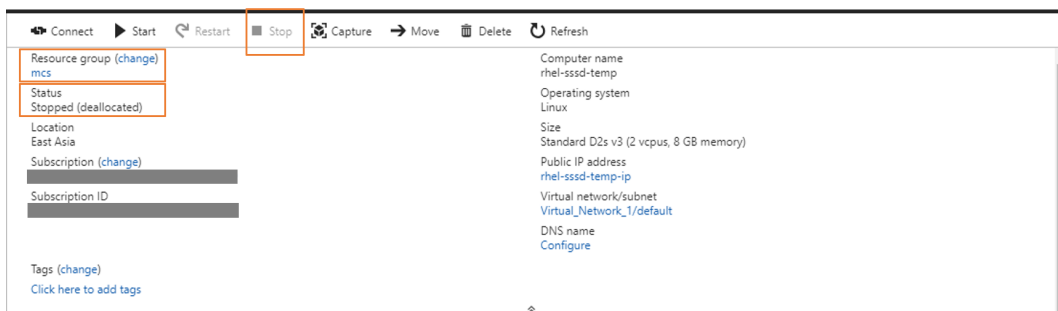 Connect Start Restart Stop Capture Move Delete Refresh
Resource group (change)
mcs
Status
Stopped (deallocated)
Location
East Asia
Subscription (change)
Subscription ID
Tags (change)
Click here to add tags
Computer name
rhel-sssd-temp
Operating system
Linux
Size
Standard D2s v3 (2 vcpus, 8 GB memory)
Public IP address
rhel-sssd-temp-ip
Virtual network/subnet
Virtual_Network_1/default
DNS name
Configure